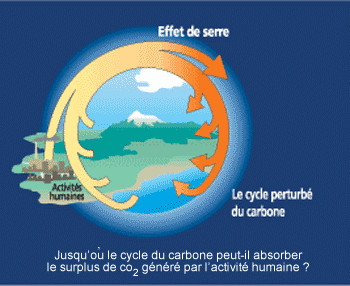 Effet de serre
Activités
humaines
Le cycle perturbé
du carbone
Jusqu'où le cycle du carbone peut-il absorber
le surplus de co2 généré par l'activité humaine ?